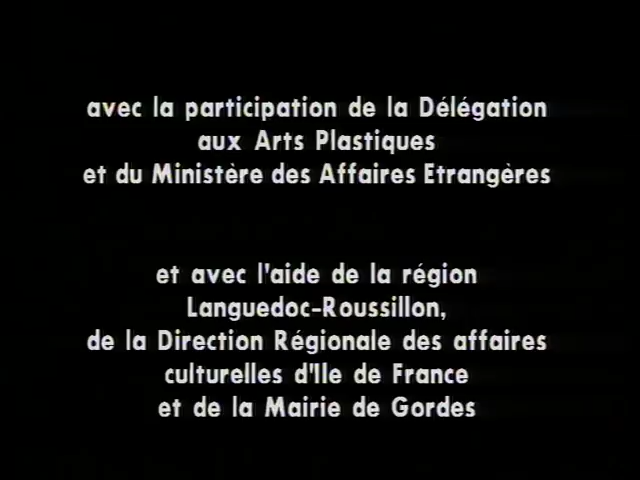 avec la participation de la Délégation
aux Arts Plastiques
et du Ministère des Affaires Etrangères
et avec l'aide de la région
Languedoc-Roussillon,
de la Direction Régionale des affaires
culturelles d'Ile de France
et de la Mairie de Gordes